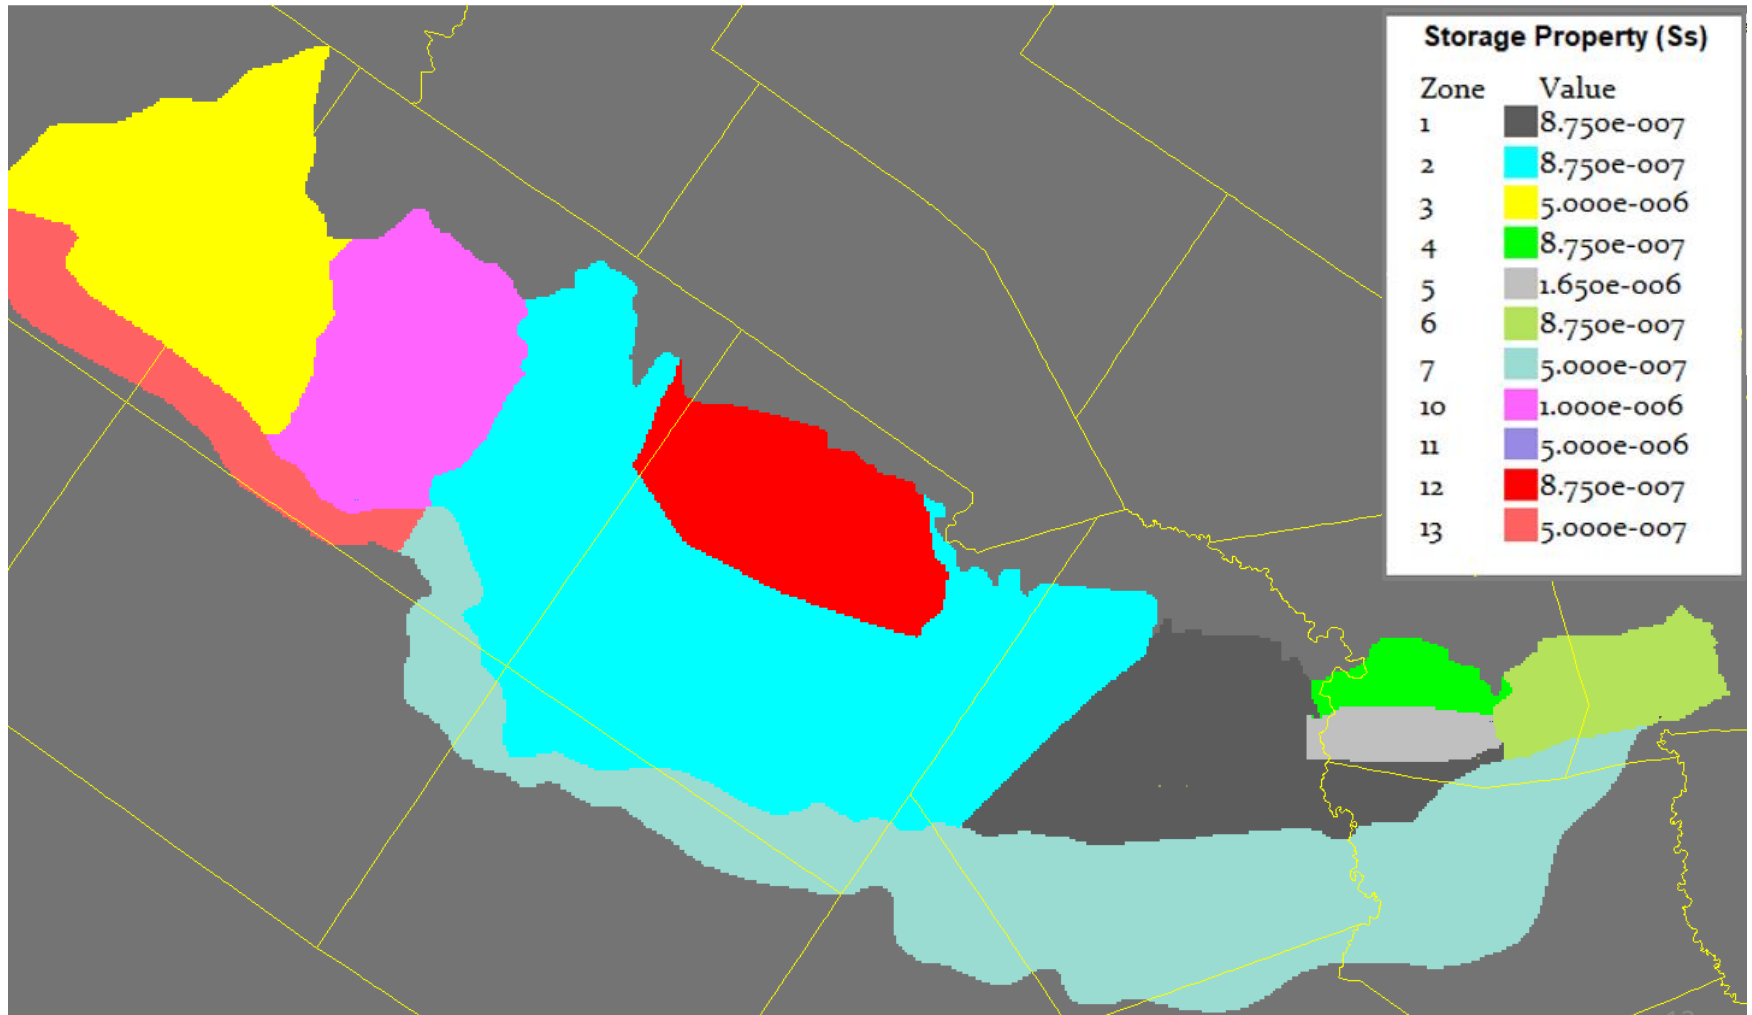 Storage Property (Ss)
Zone Value
1 8.750e-007
2 8.750e-007
3 5.000e-006
4 8.750e-007
5 1.650e-006
6 8.750e-007
7 5.000e-007
10 1.000e-006
11 5.000e-006
12 8.750e-007
13 5.000e-007